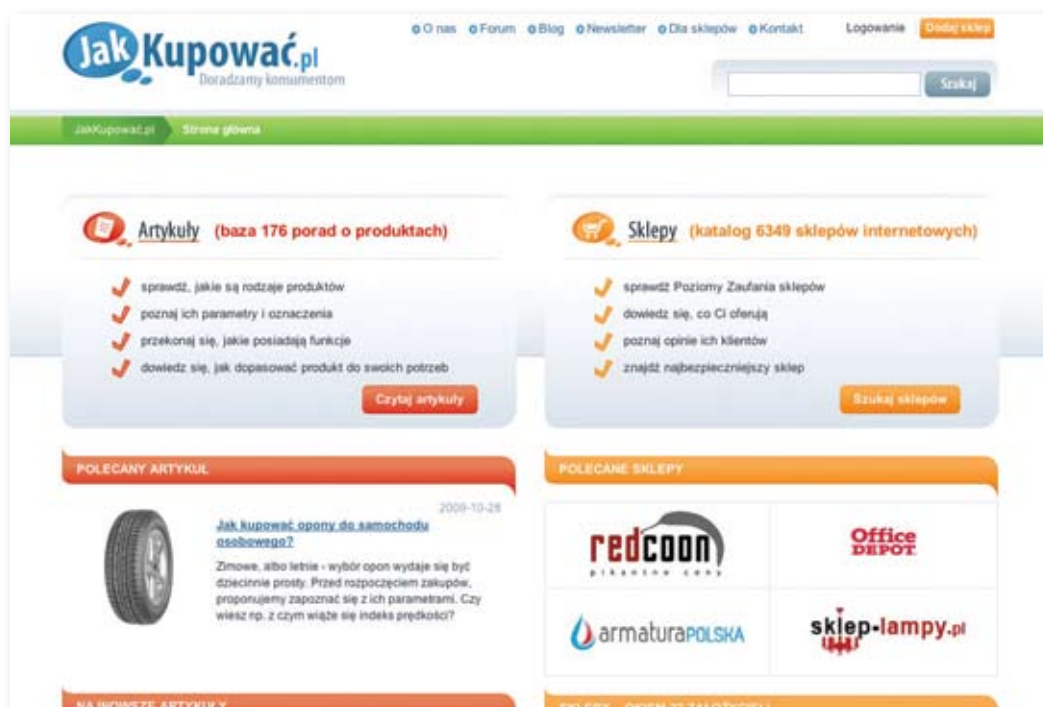 Jak Kupować.pl
Doradzamy konsumentom
O nas Forum Blog Newsletter Dla sklepów Kontakt Logowanie Dodaj sklep
Szukaj
JakKupować.pl Strona główna
Artykuły (baza 176 porad o produktach)
sprawdź, jakie są rodzaje produktów
poznaj ich parametry i oznaczenia
przekonaj się, jakie posiadają funkcje
dowiedz się, jak dopasować produkt do swoich potrzeb
Czytaj artykuły
Sklepy (katalog 6349 sklepów internetowych)
sprawdź Poziomy Zaufania sklepów
dowiedz się, co Ci oferują
poznaj opinie ich klientów
znajdź najbezpieczniejszy sklep
Szukaj sklepów
POLECANY ARTYKUŁ
2009-10-26
Jak kupować opony do samochodu
osobowego?
Zimowe, albo letnie - wybór opon wydaje się być
dziecinnie prosty. Przed rozpoczęciem zakupów,
proponujemy zapoznać się z ich parametrami. Czy
wiesz np. z czym wiąże się indeks prędkości?
POLECANE SKLEPY
redcoon
pikantne ceny
Office
DEPOT
armaturaPOLSKA
sklep-lampy.pl
NAJNOWSZE ARTYKUŁY